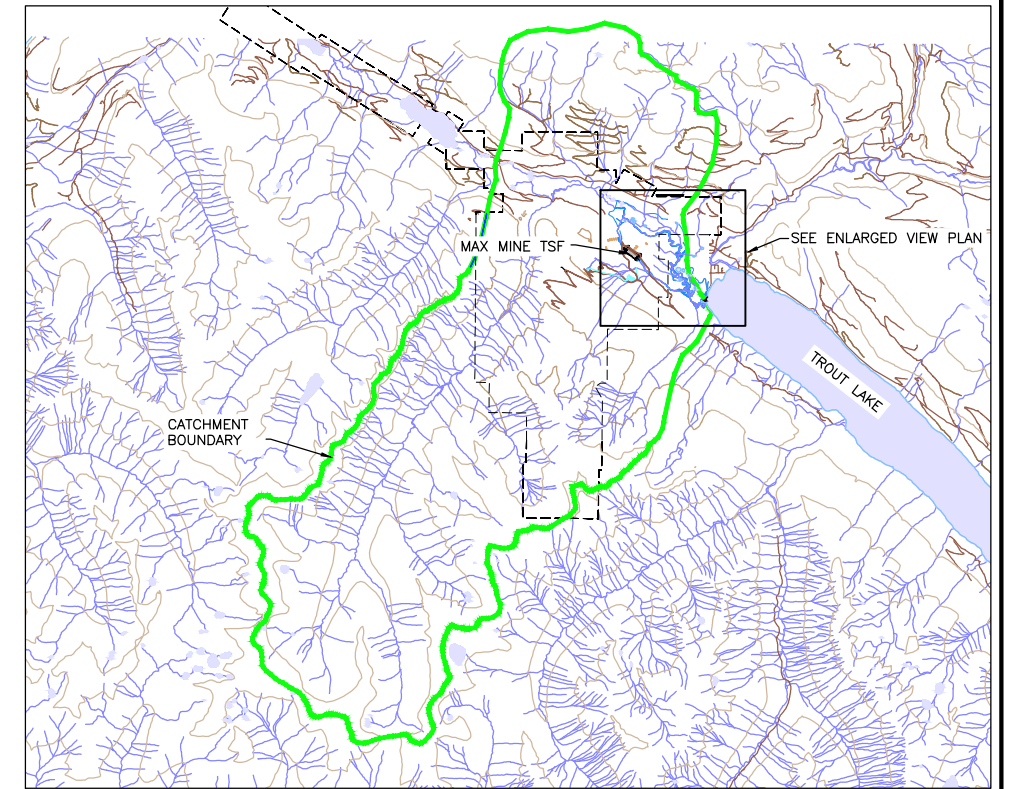 SEE ENLARGED VIEW PLAN
MAX MINE TSF
TROUT LAKE
CATCHMENT
BOUNDARY